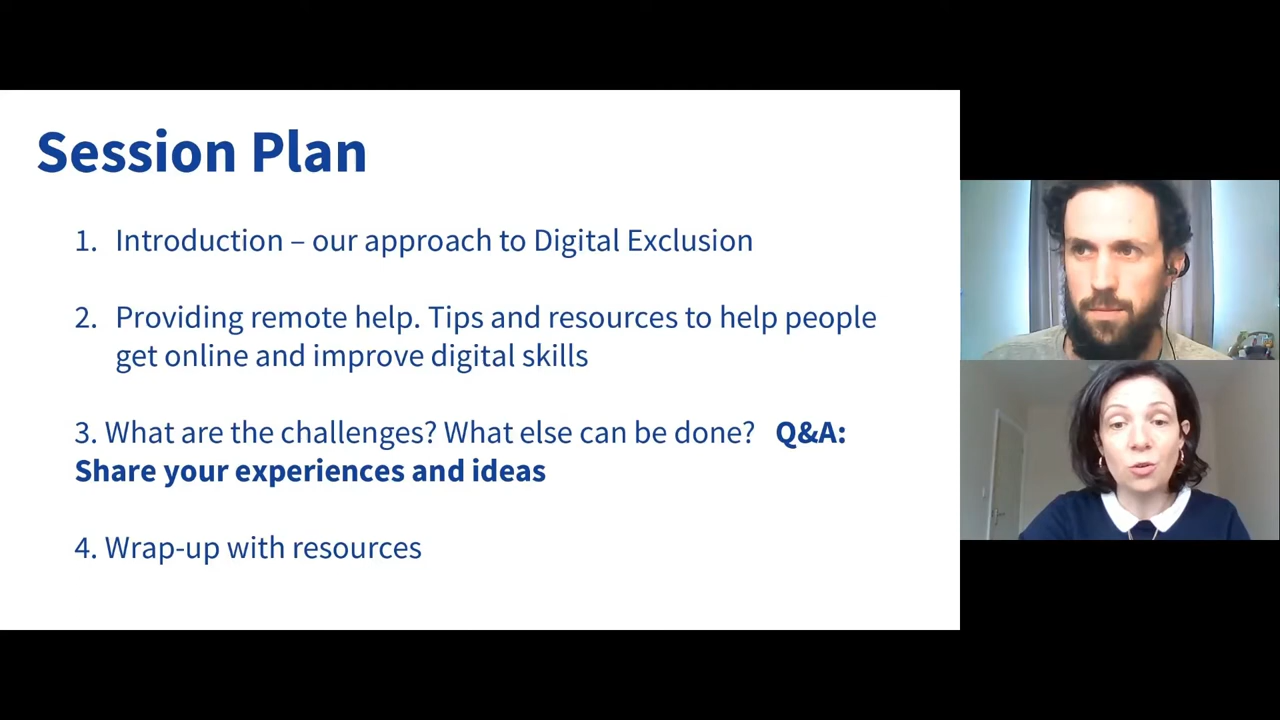 Session Plan
1. Introduction – our approach to Digital Exclusion
2. Providing remote help. Tips and resources to help people
get online and improve digital skills
3. What are the challenges? What else can be done? Q&A:
Share your experiences and ideas
4. Wrap-up with resources